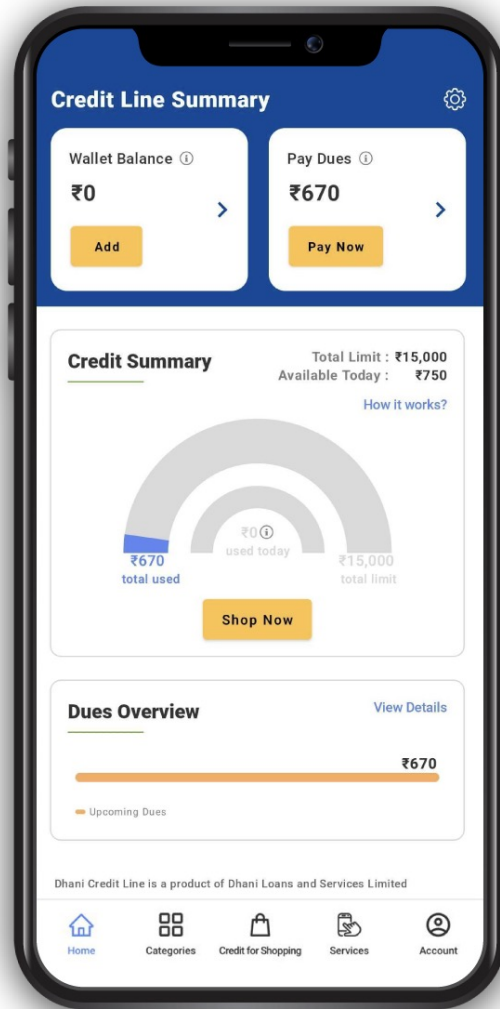 Credit Line Summary
Wallet Balance
₹0
Add
Pay Dues
₹670
Pay Now
Credit Summary
Total Limit : ₹15,000
Available Today : ₹750
How it works?
₹0
used today
₹670
total used
₹15,000
total limit
Shop Now
Dues Overview
View Details
₹670
Upcoming Dues
Dhani Credit Line is a product of Dhani Loans and Services Limited
Home
Categories
Credit for Shopping
Services
Account